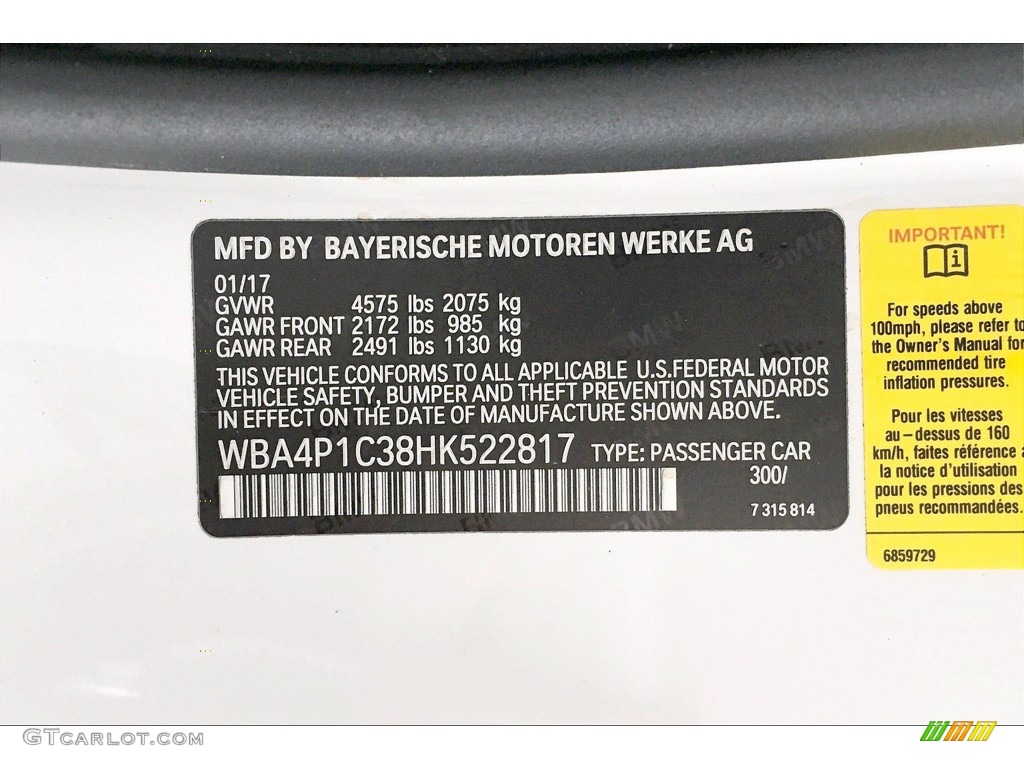 MFD BY BAYERISCHE MOTOREN WERKE AG
01/17
GVWR 4575 lbs 2075 kg
GAWR FRONT 2172 lbs 985 kg
GAWR REAR 2491 lbs 1130 kg
THIS VEHICLE CONFORMS TO ALL APPLICABLE U.S.FEDERAL MOTOR
VEHICLE SAFETY, BUMPER AND THEFT PREVENTION STANDARDS
IN EFFECT ON THE DATE OF MANUFACTURE SHOWN ABOVE.
WBA4P1C38HK522817 TYPE: PASSENGER CAR
300/
7 315 814
IMPORTANT!
i
For speeds above
100mph, please refer to
the Owner's Manual for
recommended tire
inflation pressures.
Pour les vitesses
au-dessus de 160
km/h, faites référence à
la notice d'utilisation
pour les pressions des
pneus recommandées.
6859729
GTCARLOT.COM